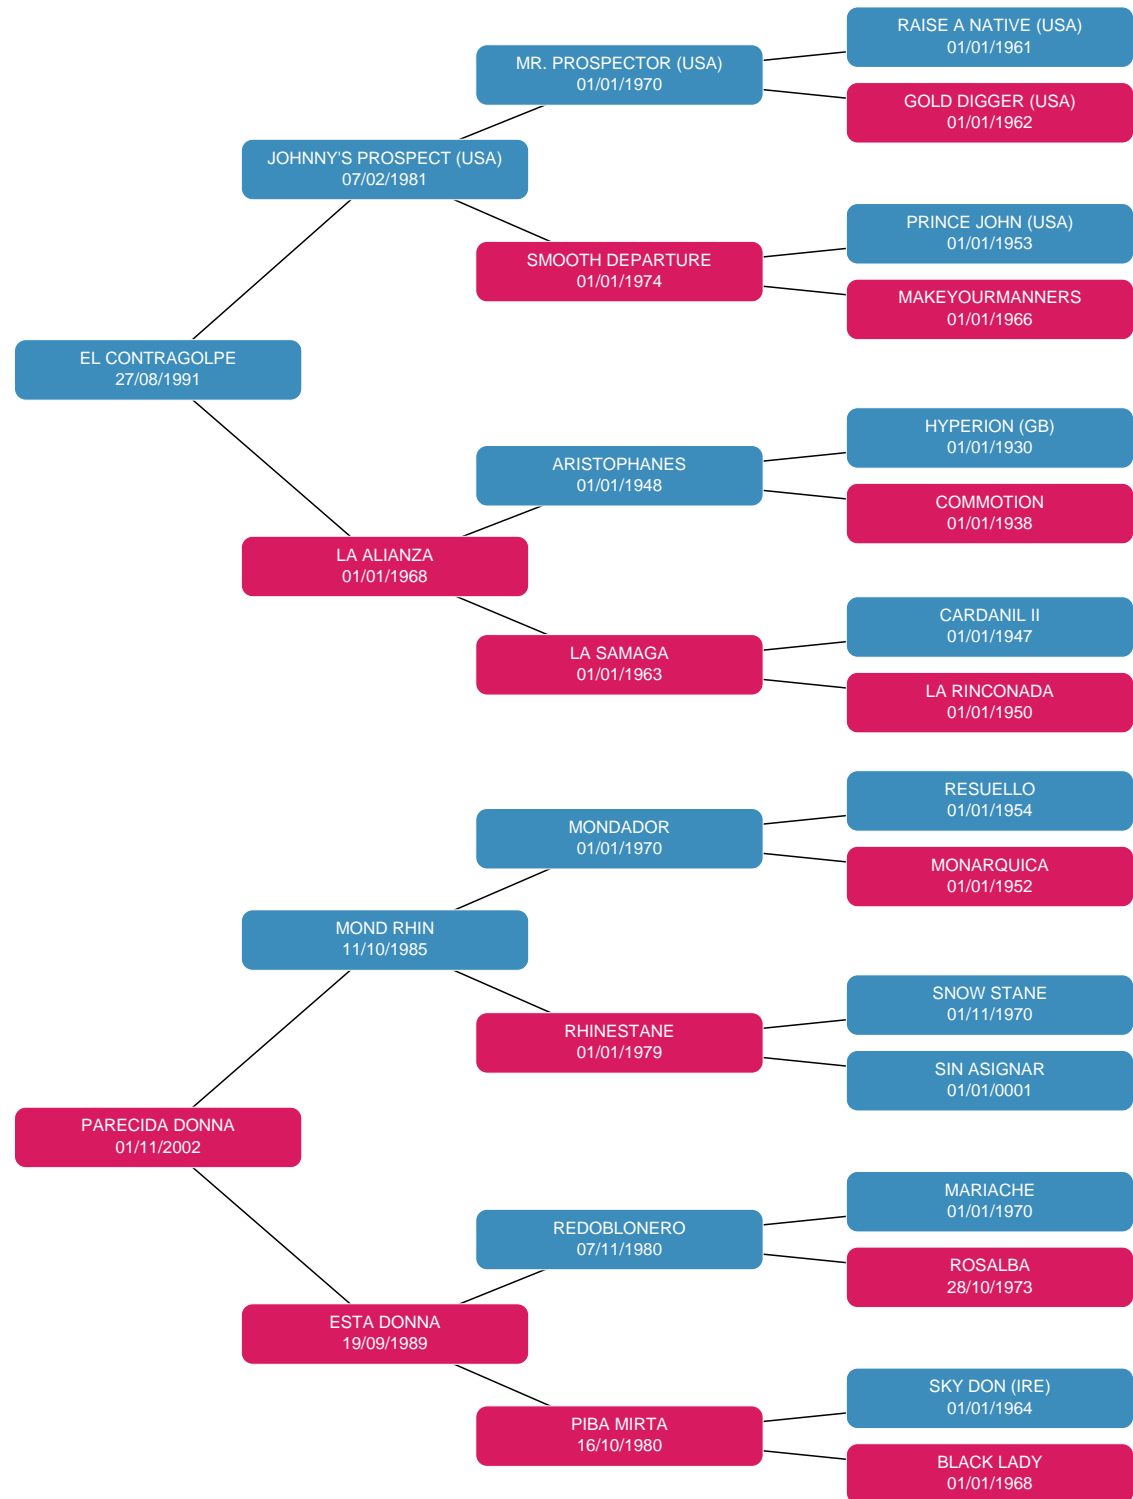 RAISE A NATIVE (USA)
01/01/1961
MR. PROSPECTOR (USA)
01/01/1970
GOLD DIGGER (USA)
01/01/1962
JOHNNY'S PROSPECT (USA)
07/02/1981
PRINCE JOHN (USA)
01/01/1953
SMOOTH DEPARTURE
01/01/1974
MAKEYOURMANNERS
01/01/1966
EL CONTRAGOLPE
27/08/1991
HYPERION (GB)
01/01/1930
ARISTOPHANES
01/01/1948
COMMOTION
01/01/1938
LA ALIANZA
01/01/1968
CARDANIL II
01/01/1947
LA SAMAGA
01/01/1963
LA RINCONADA
01/01/1950
RESUELLO
01/01/1954
MONDADOR
01/01/1970
MONARQUICA
01/01/1952
MOND RHIN
11/10/1985
SNOW STANE
01/11/1970
RHINESTANE
01/01/1979
SIN ASIGNAR
01/01/0001
PARECIDA DONNA
01/11/2002
MARIACHE
01/01/1970
REDOBLONERO
07/11/1980
ROSALBA
28/10/1973
ESTA DONNA
19/09/1989
SKY DON (IRE)
01/01/1964
PIBA MIRTA
16/10/1980
BLACK LADY
01/01/1968